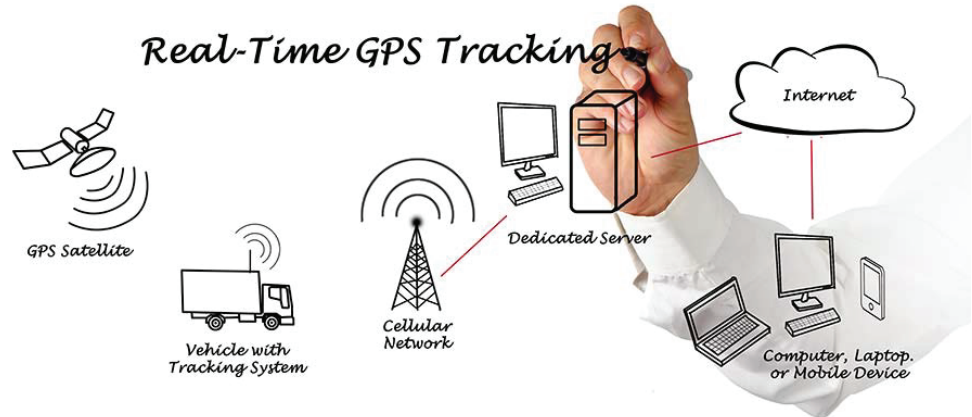 Real-Time GPS Tracking
Internet
GPS Satellite
Dedicated Server
Cellular
Network
Vehicle with
Tracking System
Computer, Laptop.
or Mobile Device